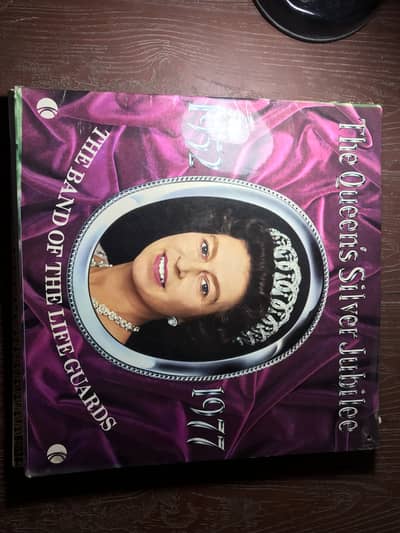 The Queen's Silver Jubilee
1952
1977
THE BAND OF THE LIFE GUARDS